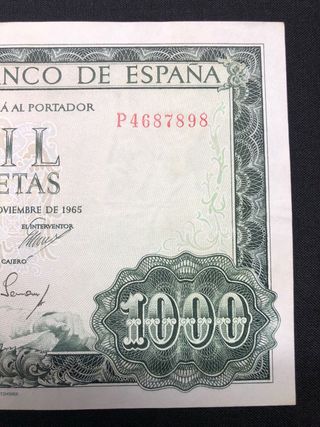 NCO DE ESPAÑA
Á AL PORTADOR
P4687898
IL
ETAS
OVIEMBRE DE 1965
EL INTERVENTOR
CAJERO
1000